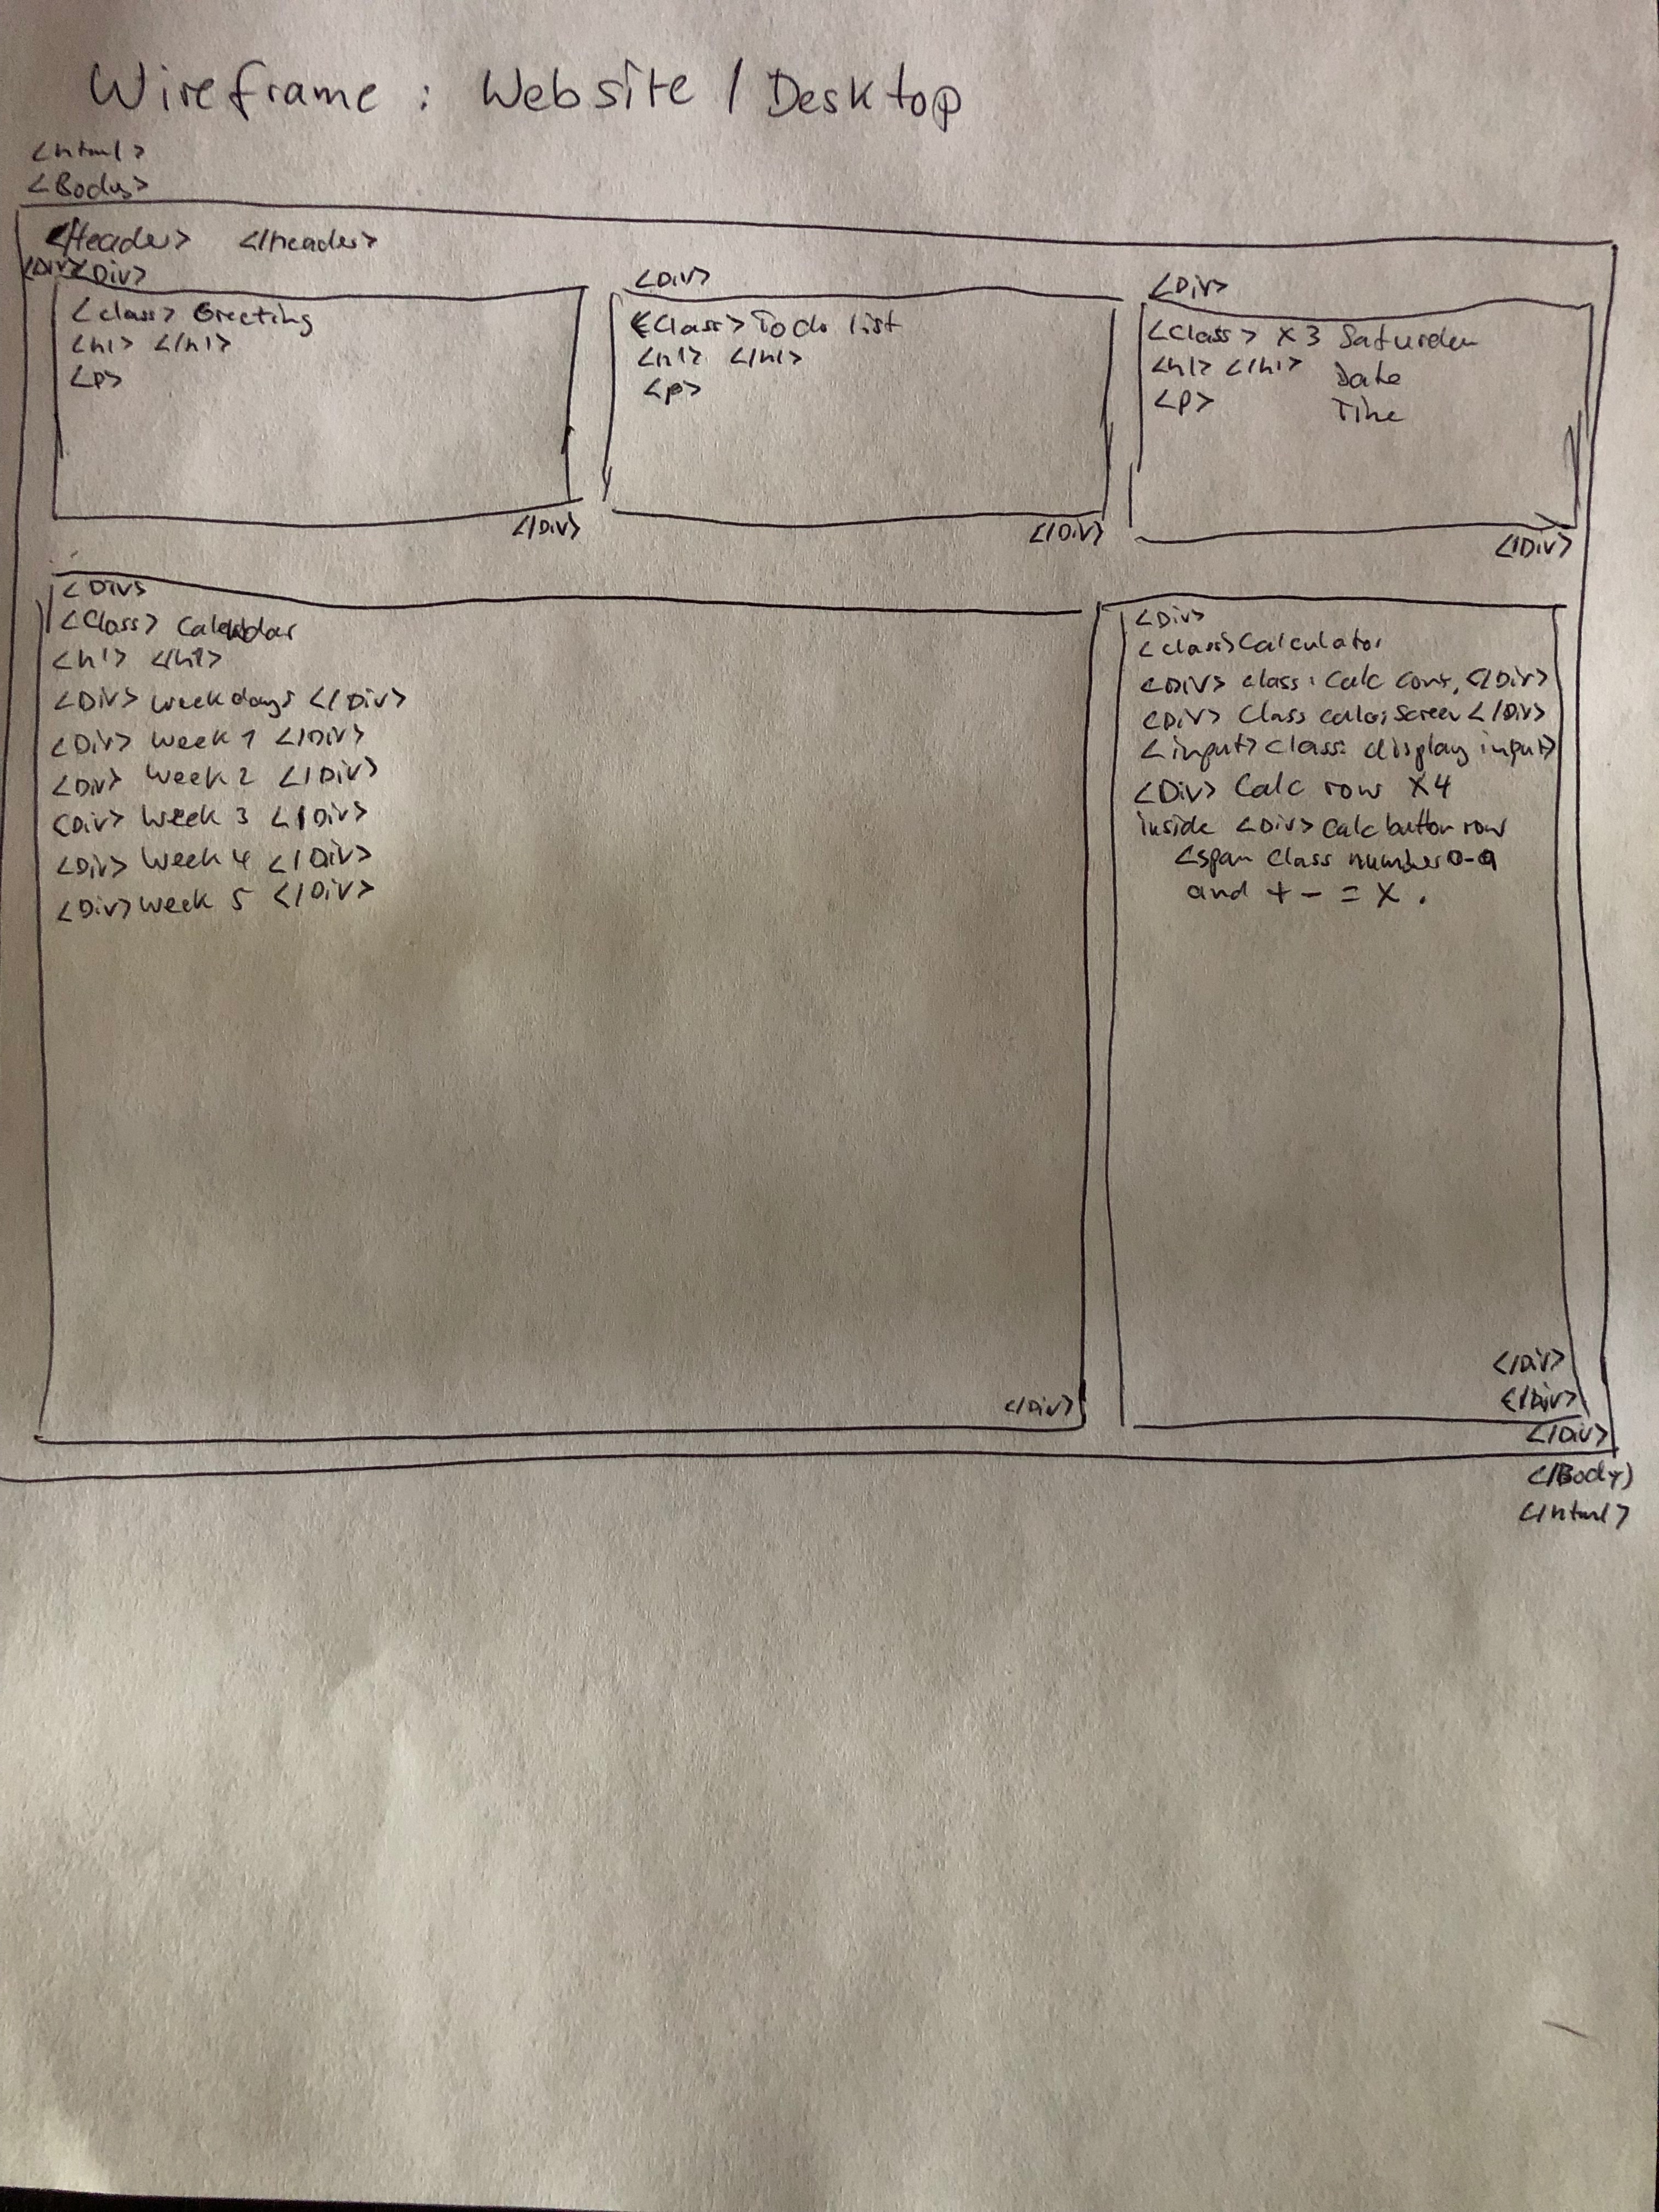 Wireframe : Website / Desktop
<html>
<Body>
<Header> </Header>
<Div> <Div>
<class> Greeting
<h1> </h1>
<p>
</Div>
<Div>
<Class> To do list
<h1> </h1>
<p>
</Div>
<Div>
<Class> x 3 Saturday
<h1> </h1> Date
<p> Time
</Div>
<Div>
<Class> Calendar
<h1> </h1>
<Div> weekdays </Div>
<Div> Week 1 </Div>
<Div> Week 2 </Div>
<Div> Week 3 </Div>
<Div> Week 4 </Div>
<Div> Week 5 </Div>
</Div>
<Div>
<class> Calculator
<Div> class: Calc cont. </Div>
<Div> Class calc: Screen </Div>
<input> class: display input>
<Div> Calc row x4
inside <Div> calc button row
<span class number 0-9
and + - = x .
</Div>
</Div>
</Div>
</Body)
</html>